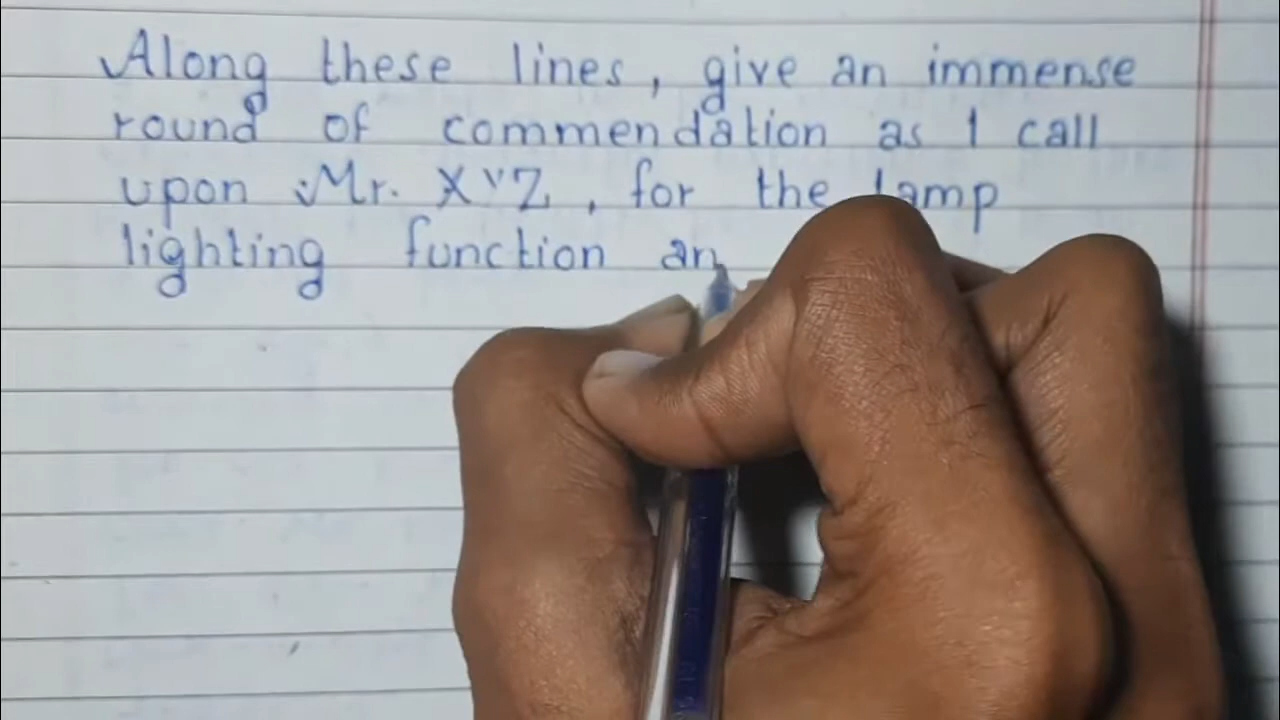 Along these lines, give an immense
round of commendation as I call
upon Mr. XYZ, for the lamp
lighting function an